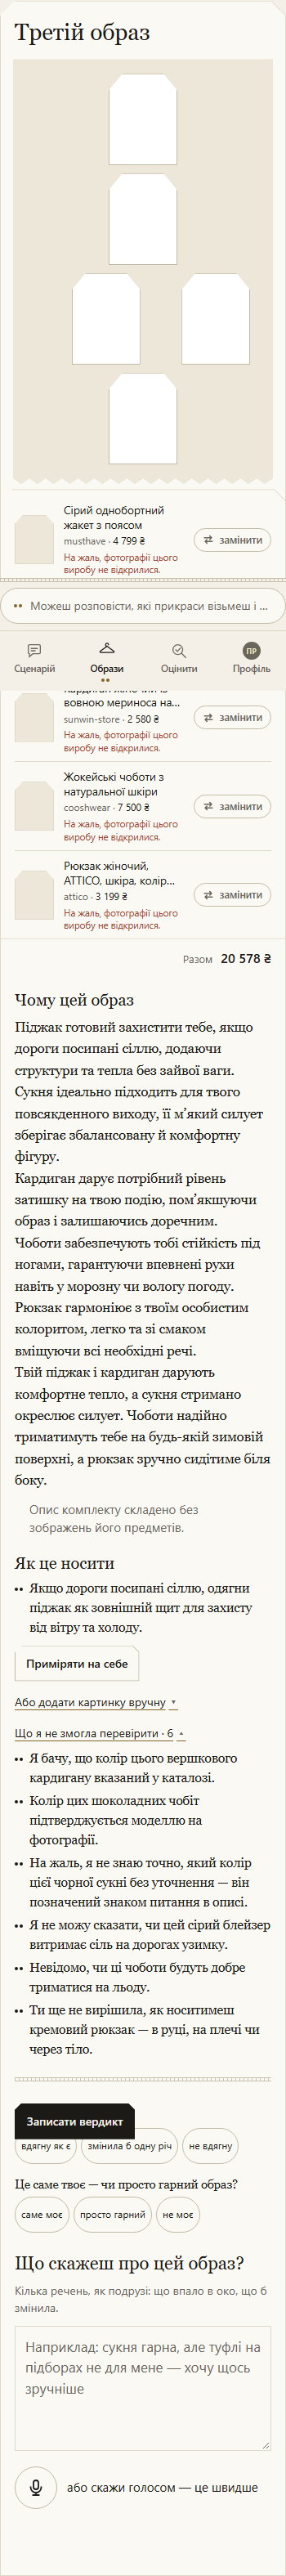 Третій образ
Сірий однобортний
жакет з поясом
musthave · 4 799 ₴
На жаль, фотографії цього
виробу не відкрилися.
замінити
Можеш розповісти, які прикраси візьмеш і ...
Сценарій
Образи
Оцінити
ПР
Профіль
вовною мериноса на...
sunwin-store · 2 580 ₴
На жаль, фотографії цього
виробу не відкрилися.
замінити
Жокейські чоботи з
натуральної шкіри
cooshwear · 7 500 ₴
На жаль, фотографії цього
виробу не відкрилися.
замінити
Рюкзак жіночий,
ATTICO, шкіра, колір...
attico · 3 199 ₴
На жаль, фотографії цього
виробу не відкрилися.
замінити
Разом 20 578 ₴
Чому цей образ
Піджак готовий захистити тебе, якщо
дороги посипані сіллю, додаючи
структури та тепла без зайвої ваги.
Сукня ідеально підходить для твого
повсякденного виходу, її м’який силует
зберігає збалансовану й комфортну
фігуру.
Кардиган дарує потрібний рівень
затишку на твою подію, пом’якшуючи
образ і залишаючись доречним.
Чоботи забезпечують тобі стійкість під
ногами, гарантуючи впевнені рухи
навіть у морозну чи вологу погоду.
Рюкзак гармоніює з твоїм особистим
колоритом, легко та зі смаком
вміщуючи всі необхідні речі.
Твій піджак і кардиган дарують
комфортне тепло, а сукня стримано
окреслює силует. Чоботи надійно
триматимуть тебе на будь-якій зимовій
поверхні, а рюкзак зручно сидітиме біля
боку.
Опис комплекту складено без
зображень його предметів.
Як це носити
•• Якщо дороги посипані сіллю, одягни
піджак як зовнішній щит для захисту
від вітру та холоду.
Приміряти на себе
Або додати картинку вручну
Що я не змогла перевірити · 6
•• Я бачу, що колір цього вершкового
кардигану вказаний у каталозі.
•• Колір цих шоколадних чобіт
підтверджується моделлю на
фотографії.
•• На жаль, я не знаю точно, який колір
цієї чорної сукні без уточнення — він
позначений знаком питання в описі.
•• Я не можу сказати, чи цей сірий блейзер
витримає сіль на дорогах узимку.
•• Невідомо, чи ці чоботи будуть добре
триматися на льоду.
•• Ти ще не вирішила, як носитимеш
кремовий рюкзак — в руці, на плечі чи
через тіло.
Записати вердикт
вдягну як є
змінила б одну річ
не вдягну
Це саме твоє — чи просто гарний образ?
саме моє
просто гарний
не моє
Що скажеш про цей образ?
Кілька речень, як подрузі: що впало в око, що б
змінила.
Наприклад: сукня гарна, але туфлі на
підборах не для мене — хочу щось
зручніше
або скажи голосом — це швидше